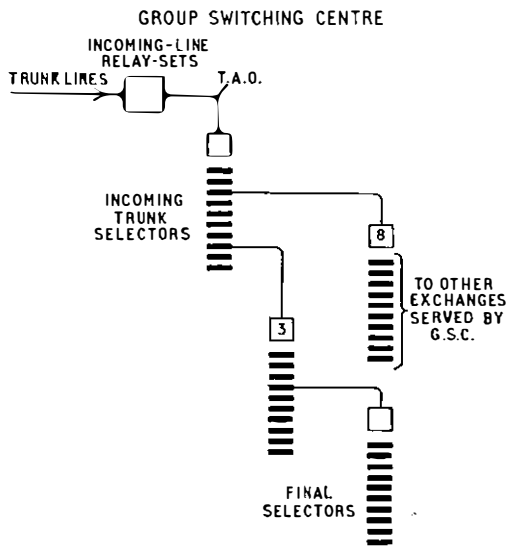 GROUP SWITCHING CENTRE
INCOMING-LINE
RELAY-SETS
TRUNK LINES
T.A.O.
INCOMING
TRUNK
SELECTORS
8
TO OTHER
EXCHANGES
SERVED BY
G.S.C.
3
FINAL
SELECTORS